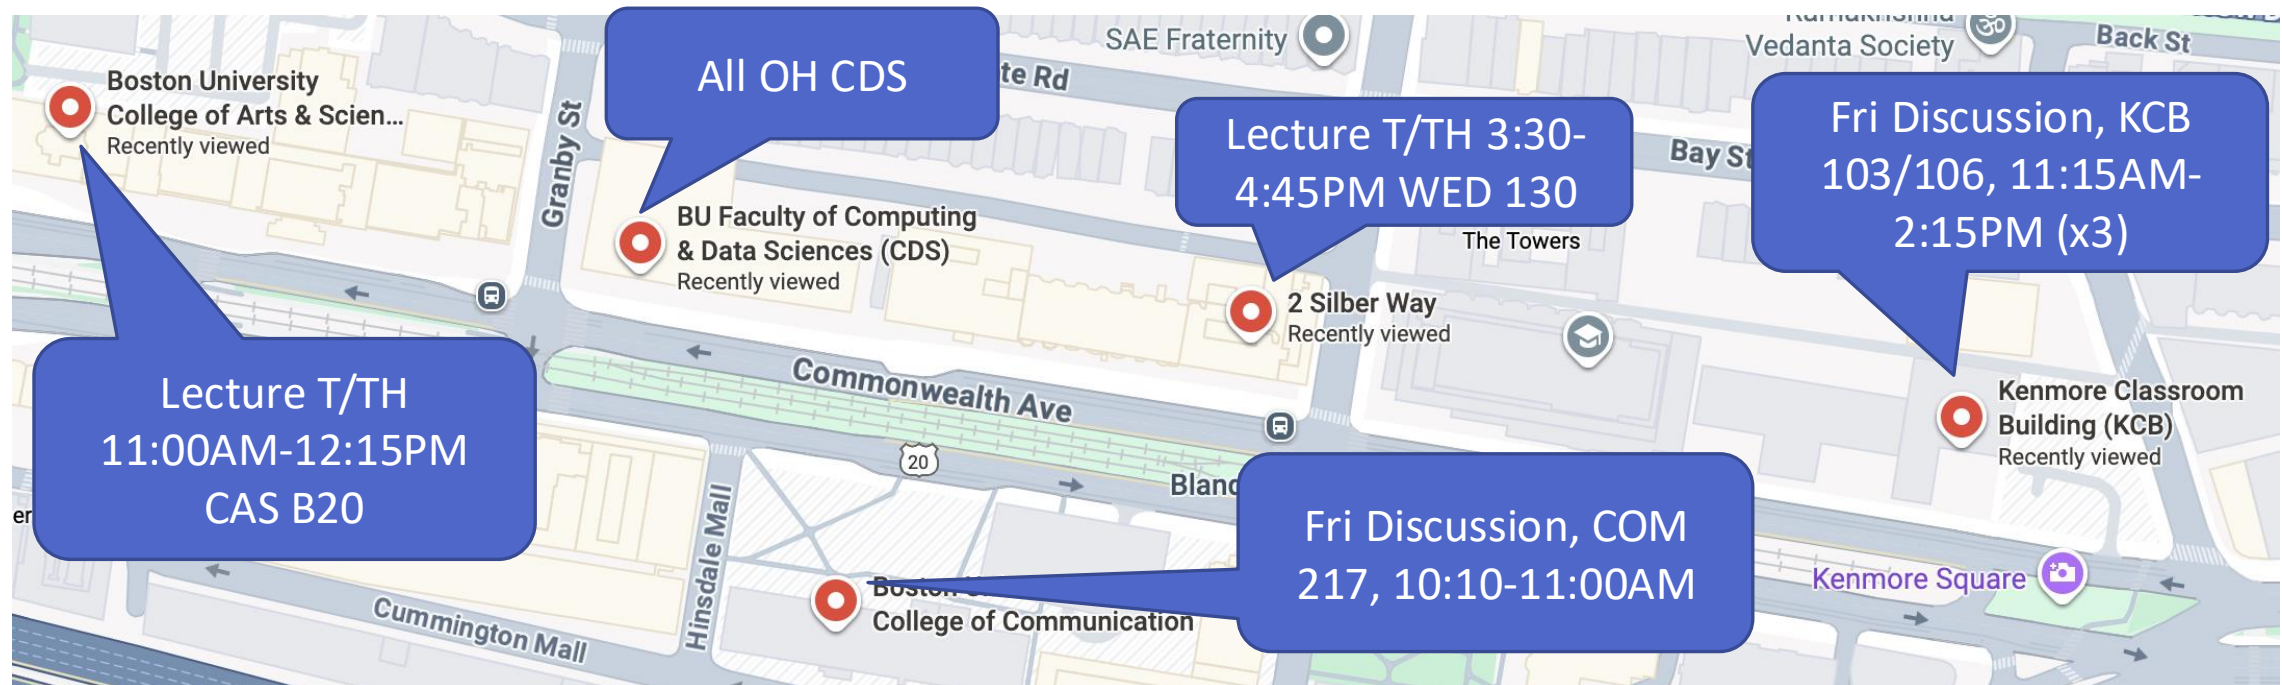 Boston University
College of Arts & Scien...
Recently viewed
Granby St
All OH CDS
te Rd
SAE Fraternity
Vedanta Society
Back St
Lecture T/TH 3:30-
4:45PM WED 130
Bay St
Fri Discussion, KCB
103/106, 11:15AM-
2:15PM (x3)
BU Faculty of Computing
& Data Sciences (CDS)
Recently viewed
The Towers
2 Silber Way
Recently viewed
Lecture T/TH
11:00AM-12:15PM
CAS B20
Commonwealth Ave
20
Kenmore Classroom
Building (KCB)
Recently viewed
Hinsdale Mall
Fri Discussion, COM
217, 10:10-11:00AM
Boston
College of Communication
Kenmore Square
Cummington Mall